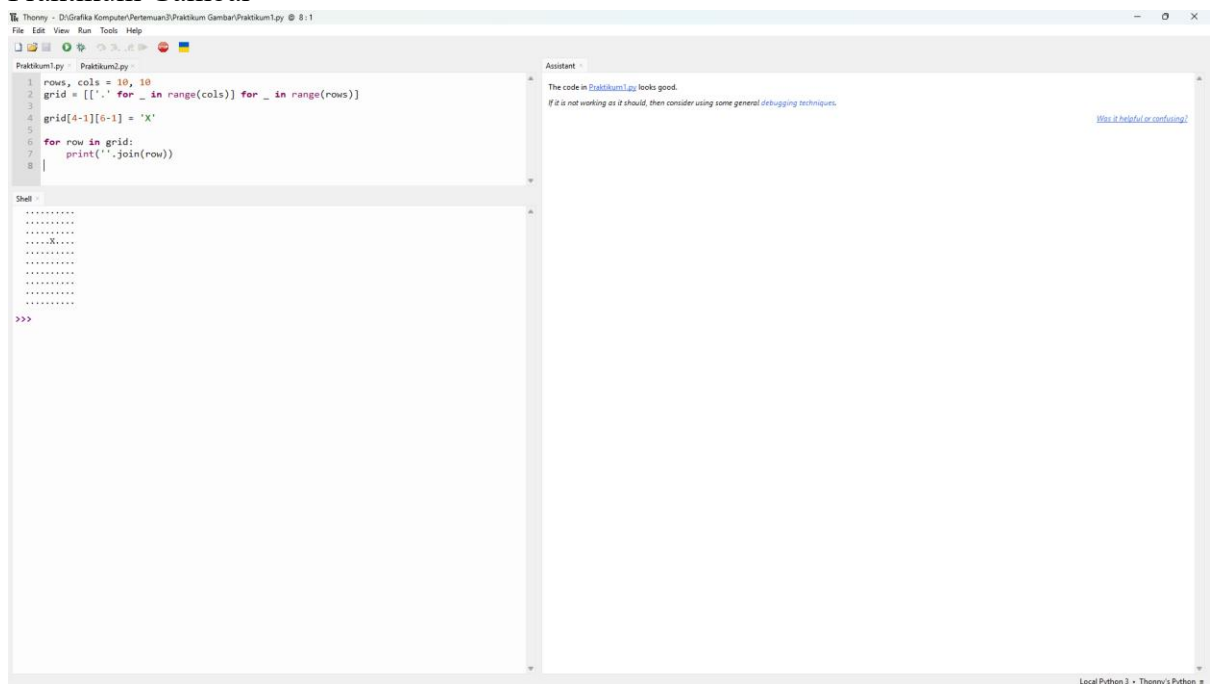 Praktikum Gambar
Thonny - D:\Grafika Komputer\Pertemuan3\Praktikum Gambar\Praktikum1.py @ 8 : 1
File Edit View Run Tools Help
Praktikum1.py Praktikum2.py
1 rows, cols = 10, 10
2 grid = [['.' for _ in range(cols)] for _ in range(rows)]
3
4 grid[4-1][6-1] = 'X'
5
6 for row in grid:
7     print(''.join(row))
8
Shell
..........
..........
..........
.....X....
..........
..........
..........
..........
..........
..........
>>>
Assistant
The code in Praktikum1.py looks good.
If it is not working as it should, then consider using some general debugging techniques.
Was it helpful or confusing?
Local Python 3 • Thonny's Python